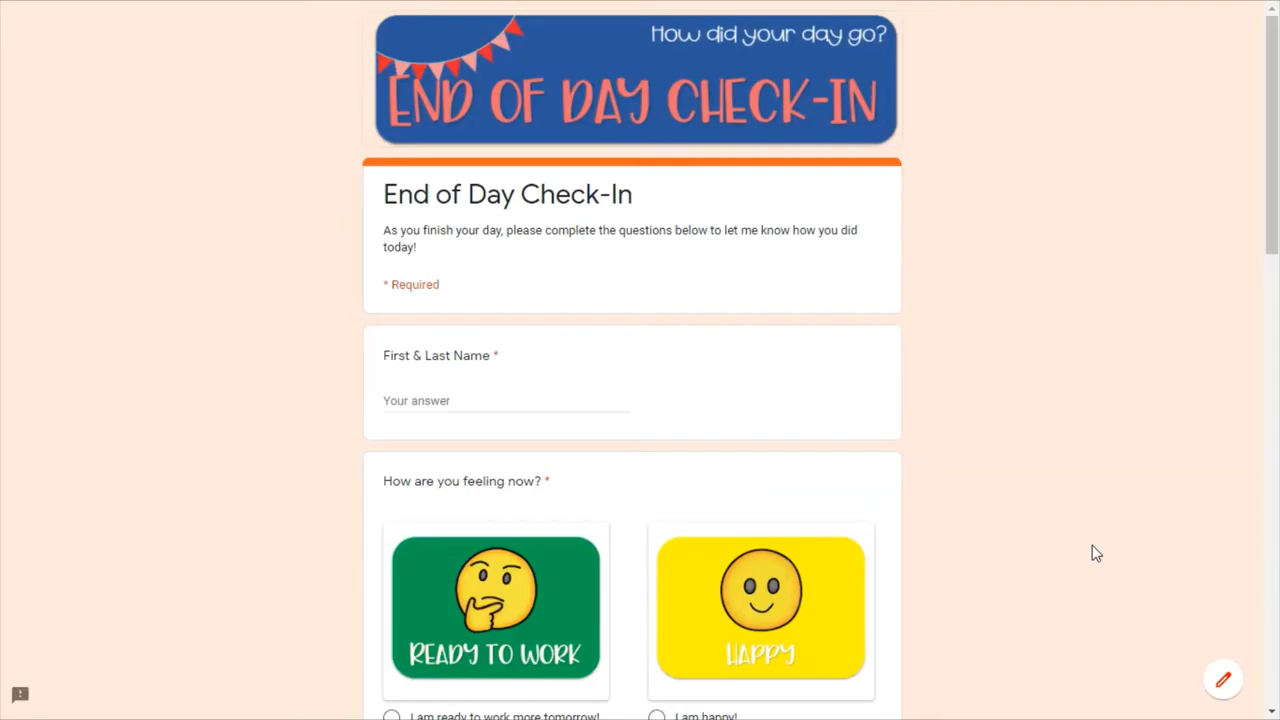 How did your day go?
END OF DAY CHECK-IN
End of Day Check-In
As you finish your day, please complete the questions below to let me know how you did
today!
* Required
First & Last Name *
Your answer
How are you feeling now? *
READY TO WORK
HAPPY
I am ready to work more tomorrow!
I am happy!